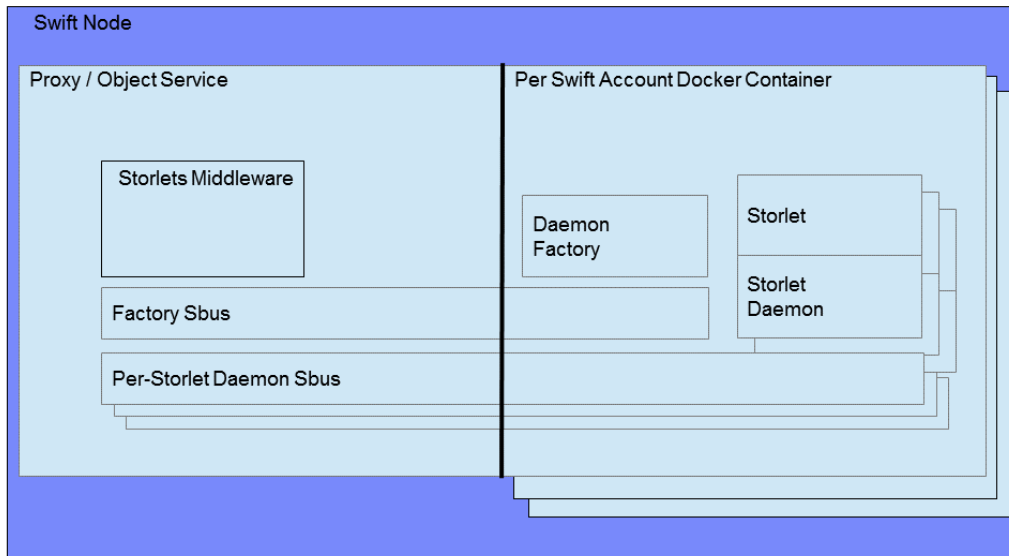 Swift Node
Proxy / Object Service
Per Swift Account Docker Container
Storlets Middleware
Daemon
Factory
Storlet
Storlet
Daemon
Factory Sbus
Per-Storlet Daemon Sbus